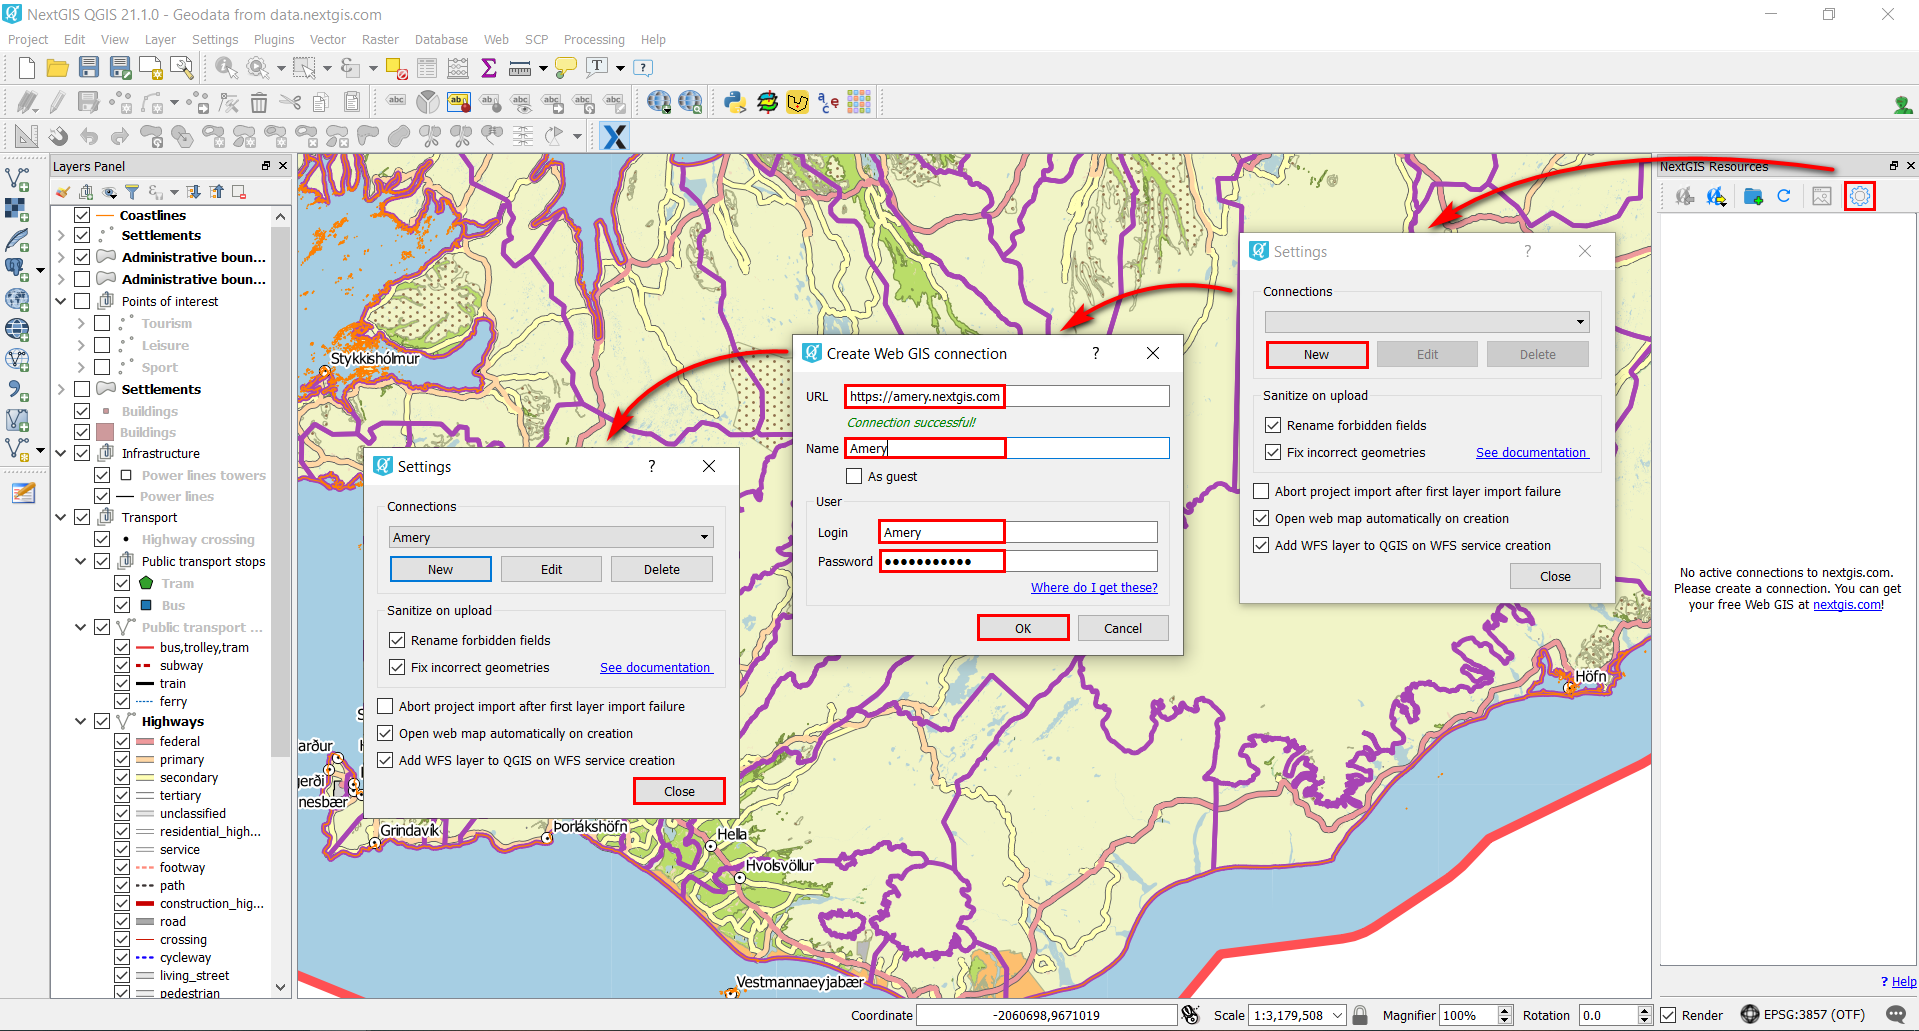 NextGIS QGIS 21.1.0 - Geodata from data.nextgis.com
Project Edit View Layer Settings Plugins Vector Raster Database Web SCP Processing Help
Layers Panel
Coastlines
Settlements
Administrative boun...
Administrative boun...
Points of interest
Tourism
Leisure
Sport
Settlements
Buildings
Buildings
Infrastructure
Power lines towers
Power lines
Transport
Highway crossing
Public transport stops
Tram
Bus
Public transport ...
bus,trolley,tram
subway
train
ferry
Highways
federal
primary
secondary
tertiary
unclassified
residential_high...
service
footway
path
construction_hig...
road
crossing
cycleway
living_street
pedestrian
Stykkishólmur
Grindavík
Þorlákshöfn
Hella
Hvolsvöllur
Vestmannaeyjabær
Höfn
Settings
?
Connections
Amery
New Edit Delete
Sanitize on upload
Rename forbidden fields
Fix incorrect geometries See documentation
Abort project import after first layer import failure
Open web map automatically on creation
Add WFS layer to QGIS on WFS service creation
Close
Create Web GIS connection
?
URL https://amery.nextgis.com
Connection successful!
Name Amery
As guest
User
Login Amery
Password ●●●●●●●●●●●
Where do I get these?
OK Cancel
Settings
?
Connections
New Edit Delete
Sanitize on upload
Rename forbidden fields
Fix incorrect geometries See documentation
Abort project import after first layer import failure
Open web map automatically on creation
Add WFS layer to QGIS on WFS service creation
Close
NextGIS Resources
No active connections to nextgis.com.
Please create a connection. You can get
your free Web GIS at nextgis.com!
? Help
Coordinate -2060698,9671019 Scale 1:3,179,508 Magnifier 100% Rotation 0.0 Render EPSG:3857 (OTF)